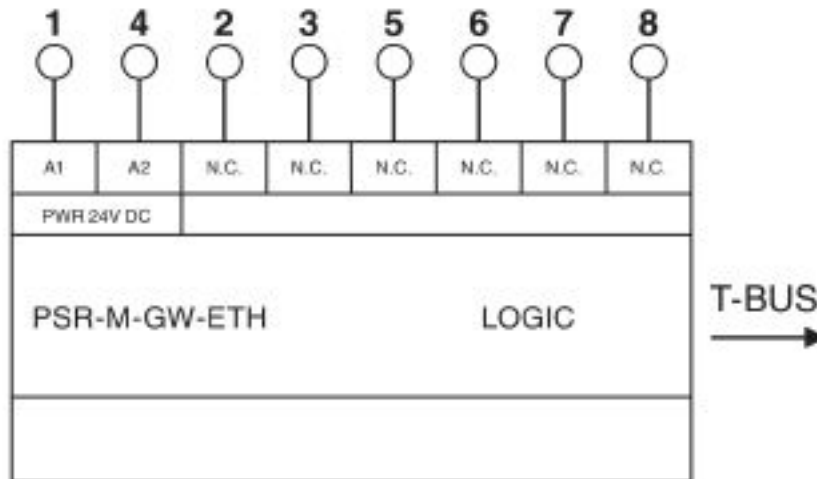 1 4 2 3 5 6 7 8
A1 A2 N.C. N.C. N.C. N.C. N.C. N.C.
PWR 24V DC
PSR-M-GW-ETH LOGIC
T-BUS